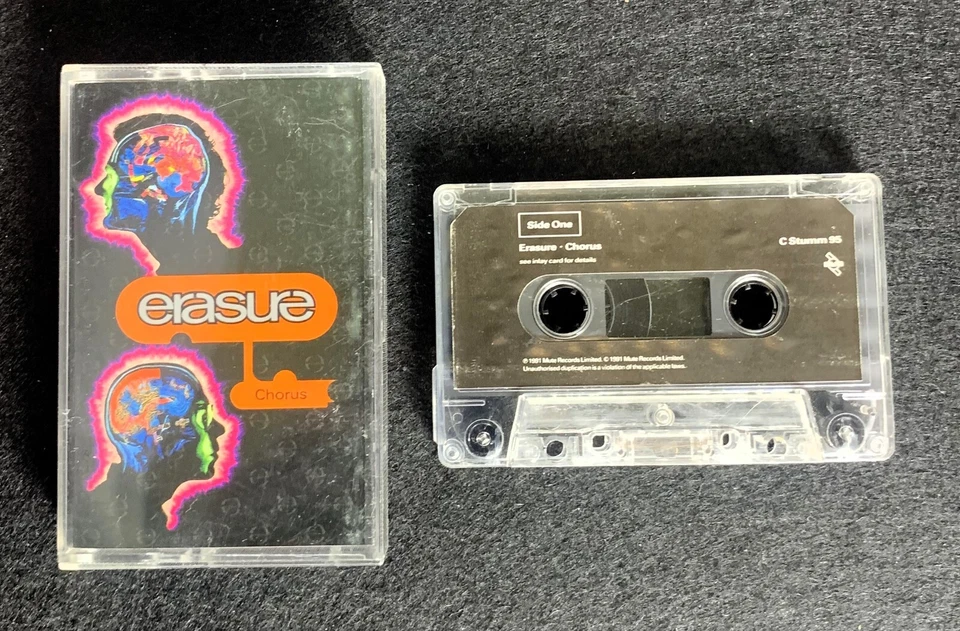 erasure
Chorus
Side One
Erasure - Chorus
see inlay card for details
C Stumm 95
℗ 1991 Mute Records Limited. © 1991 Mute Records Limited.
Unauthorised duplication is a violation of the applicable laws.